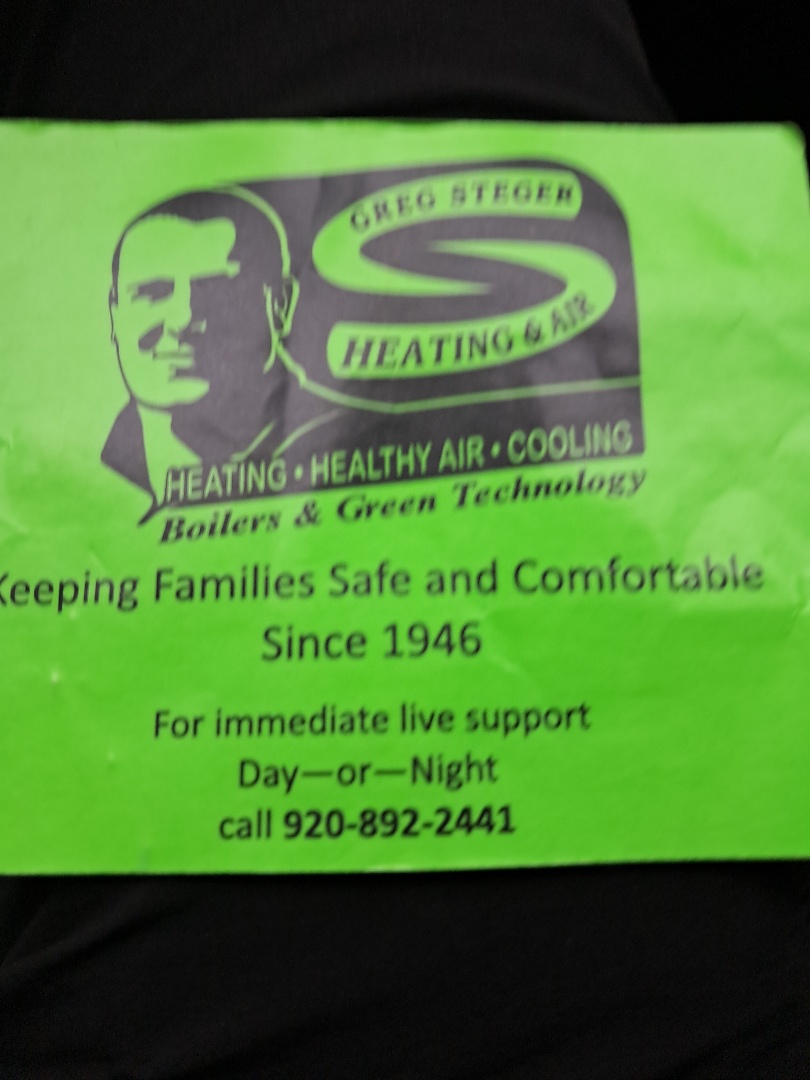 GREG STEGER
HEATING & AIR
HEATING • HEALTHY AIR • COOLING
Boilers & Green Technology
Keeping Families Safe and Comfortable
Since 1946
For immediate live support
Day—or—Night
call 920-892-2441